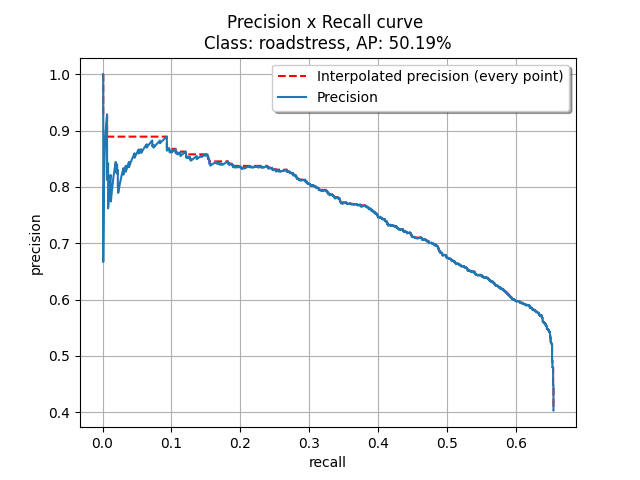 Precision x Recall curve
Class: roadstress, AP: 50.19%
Interpolated precision (every point)
Precision
1.0
0.9
0.8
0.7
0.6
0.5
0.4
precision
0.0 0.1 0.2 0.3 0.4 0.5 0.6
recall